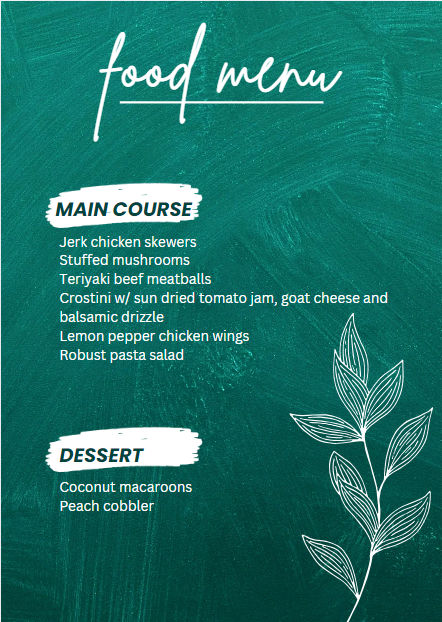 food menu
MAIN COURSE
Jerk chicken skewers
Stuffed mushrooms
Teriyaki beef meatballs
Crostini w/ sun dried tomato jam, goat cheese and
balsamic drizzle
Lemon pepper chicken wings
Robust pasta salad
DESSERT
Coconut macaroons
Peach cobbler